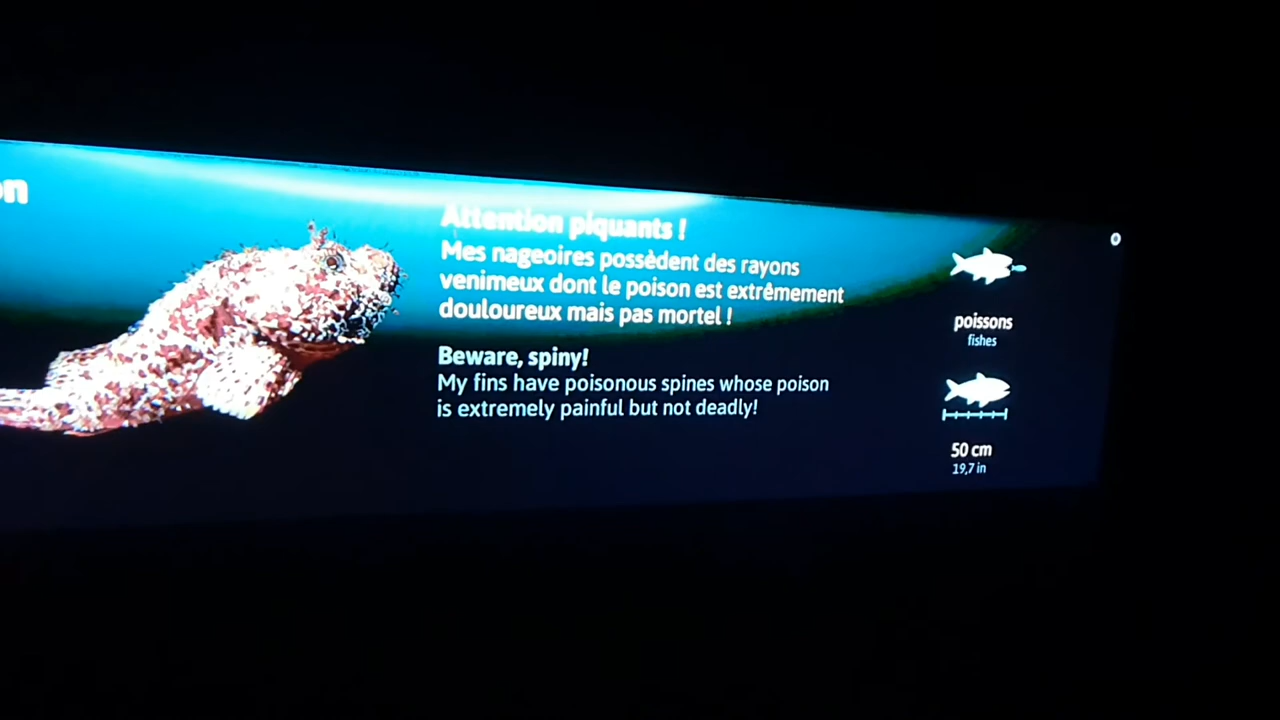 on
Attention piquants !
Mes nageoires possèdent des rayons
venimeux dont le poison est extrêmement
douloureux mais pas mortel !
Beware, spiny!
My fins have poisonous spines whose poison
is extremely painful but not deadly!
poissons
fishes
50 cm
19,7 in